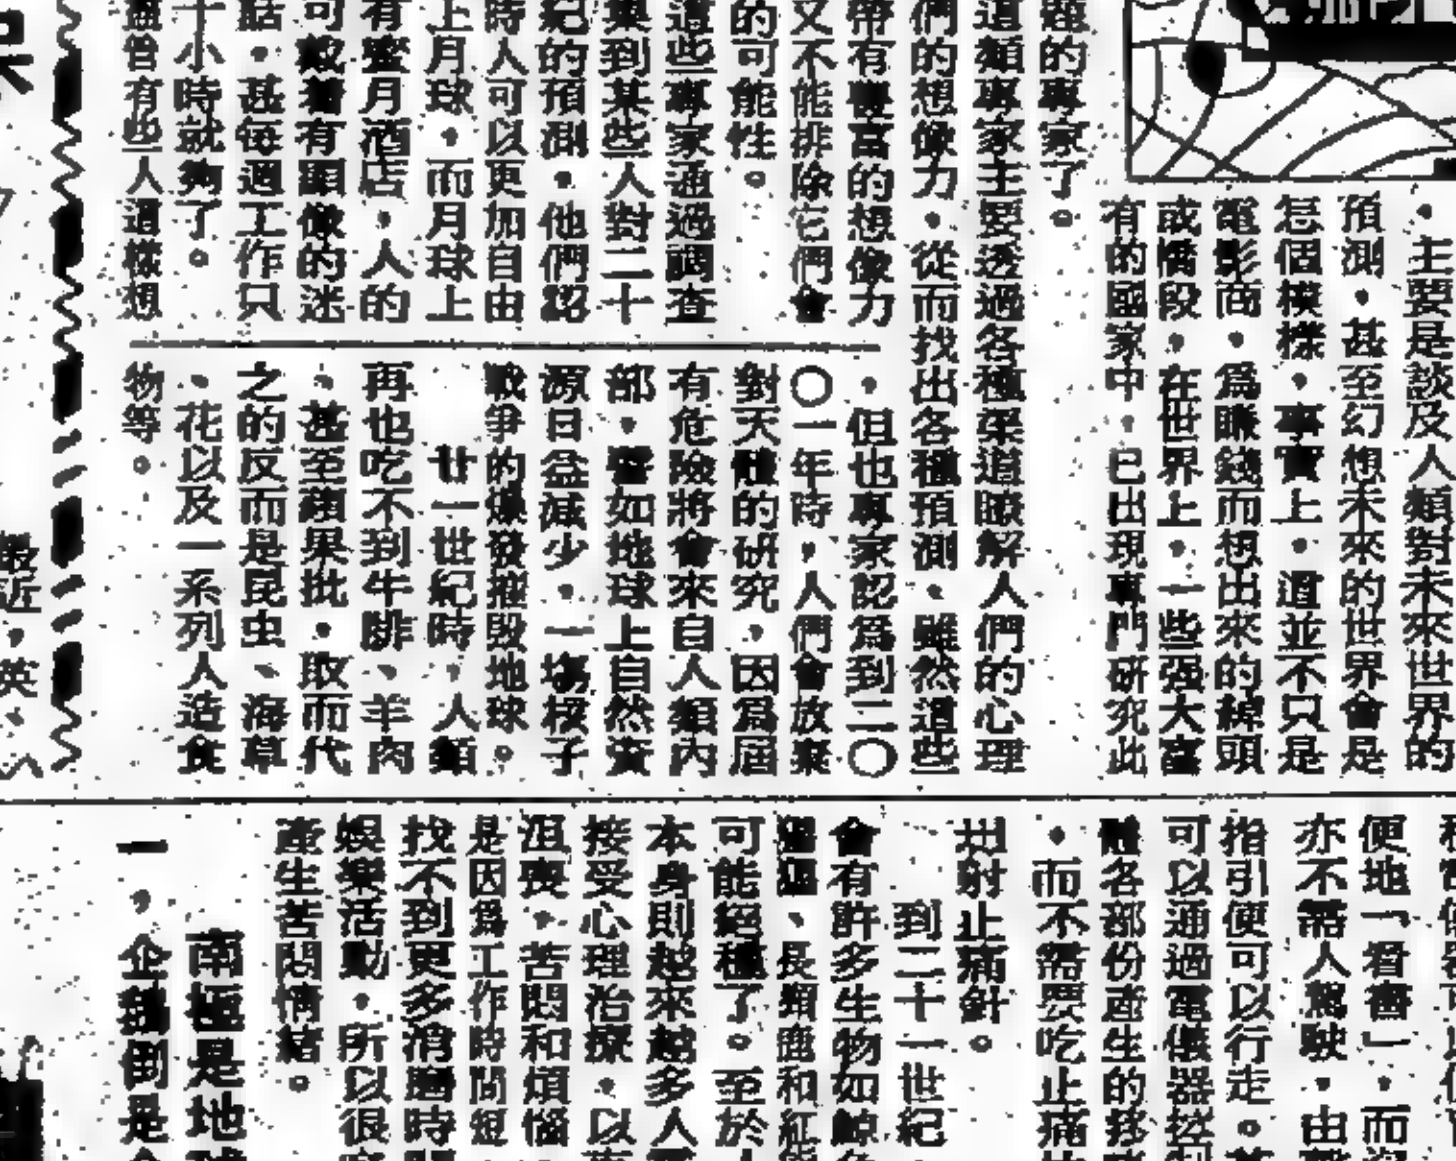 ，主要是談及人類對未來世界的
預測，甚至幻想未來的世界會是
怎個模樣，事實上，這並不只是
電影商，爲賺錢而想出來的綽頭
或橋段，在世界上，一些强大富
有的國家中，已出現專門研究此
的專家了。
這類專家主要透過各種渠道瞭解人們的心理
們的想像力，從而找出各種預測，雖然這些
帶有豐富的想像力
又不能排除它們會
的可能性。
這些專家通過調查
集到某些人對二十
紀的預測，他們認
時人可以更加自由
上月球，而月球上
有蜜月酒店，人的
可數着有圖像的迷
話，甚每週工作只
十小時就夠了。
儘管有些人這樣想
，但也專家認爲到二〇
〇一年時，人們會放棄
對天體的研究，因爲屆
有危險將會來自人類內
部，譬如地球上自然資
源日益減少，一場核子
戰爭的爆發摧毀地球。
廿一世紀時，人類
再也吃不到牛排、羊肉
，甚至蘋果批，取而代
之的反而是昆虫、海草
、花以及一系列人造食
物等。
便地「看書」，而
亦不需人駕駛，由
指引便可以行走。
可以通過電儀器控制
體各部份產生的
，而不需要吃止痛
射止痛針。
到二十一世紀
會有許多生物如鯨
、長頸鹿和紅
可能絕種了。至於
本身則越來越多人
接受心理治療，以
沮喪，苦悶和煩惱
是因爲工作時間短
找不到更多消磨時間
娛樂活動，所以很
產生苦悶情緒。
南極是地球
一，企鵝倒是
最近，英